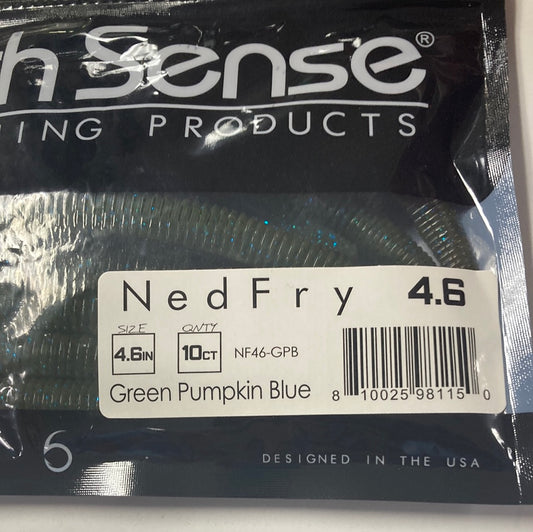 h Sense®
ING PRODUCTS
NedFry 4.6
SIZE QNTY
4.6IN 10CT NF46-GPB
Green Pumpkin Blue
8 10025 98115 0
6 DESIGNED IN THE USA